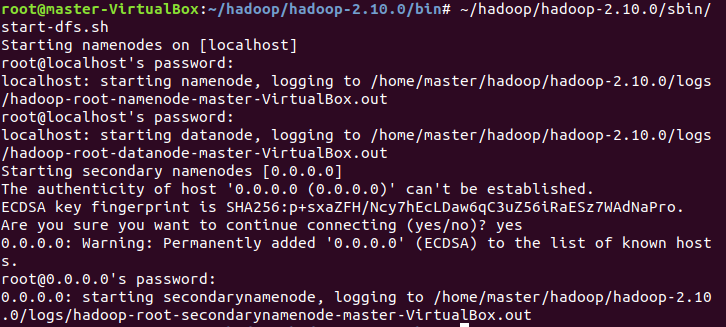 root@master-VirtualBox:~/hadoop/hadoop-2.10.0/bin# ~/hadoop/hadoop-2.10.0/sbin/
start-dfs.sh
Starting namenodes on [localhost]
root@localhost's password:
localhost: starting namenode, logging to /home/master/hadoop/hadoop-2.10.0/logs
/hadoop-root-namenode-master-VirtualBox.out
root@localhost's password:
localhost: starting datanode, logging to /home/master/hadoop/hadoop-2.10.0/logs
/hadoop-root-datanode-master-VirtualBox.out
Starting secondary namenodes [0.0.0.0]
The authenticity of host '0.0.0.0 (0.0.0.0)' can't be established.
ECDSA key fingerprint is SHA256:p+sxaZFH/Ncy7hEcLDaw6qC3uZ56iRaESz7WAdNaPro.
Are you sure you want to continue connecting (yes/no)? yes
0.0.0.0: Warning: Permanently added '0.0.0.0' (ECDSA) to the list of known host
s.
root@0.0.0.0's password:
0.0.0.0: starting secondarynamenode, logging to /home/master/hadoop/hadoop-2.10
.0/logs/hadoop-root-secondarynamenode-master-VirtualBox.out